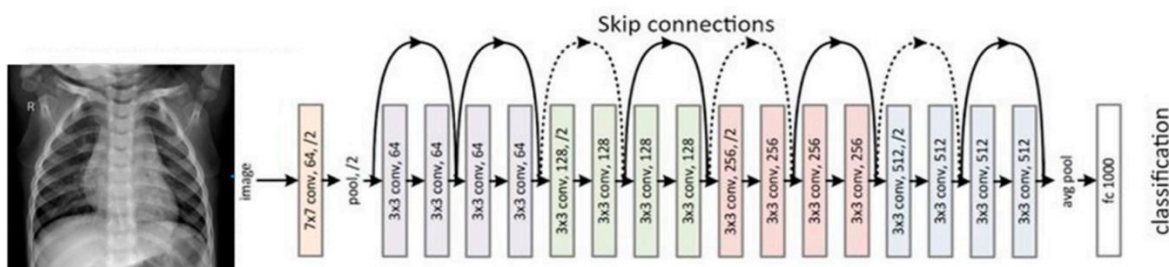 Skip connections
R
image
7x7 conv, 64, /2
pool, /2
3x3 conv, 64
3x3 conv, 64
3x3 conv, 64
3x3 conv, 64
3x3 conv, 128, /2
3x3 conv, 128
3x3 conv, 128
3x3 conv, 128
3x3 conv, 256, /2
3x3 conv, 256
3x3 conv, 256
3x3 conv, 256
3x3 conv, 512, /2
3x3 conv, 512
3x3 conv, 512
3x3 conv, 512
avg pool
fc 1000
classification